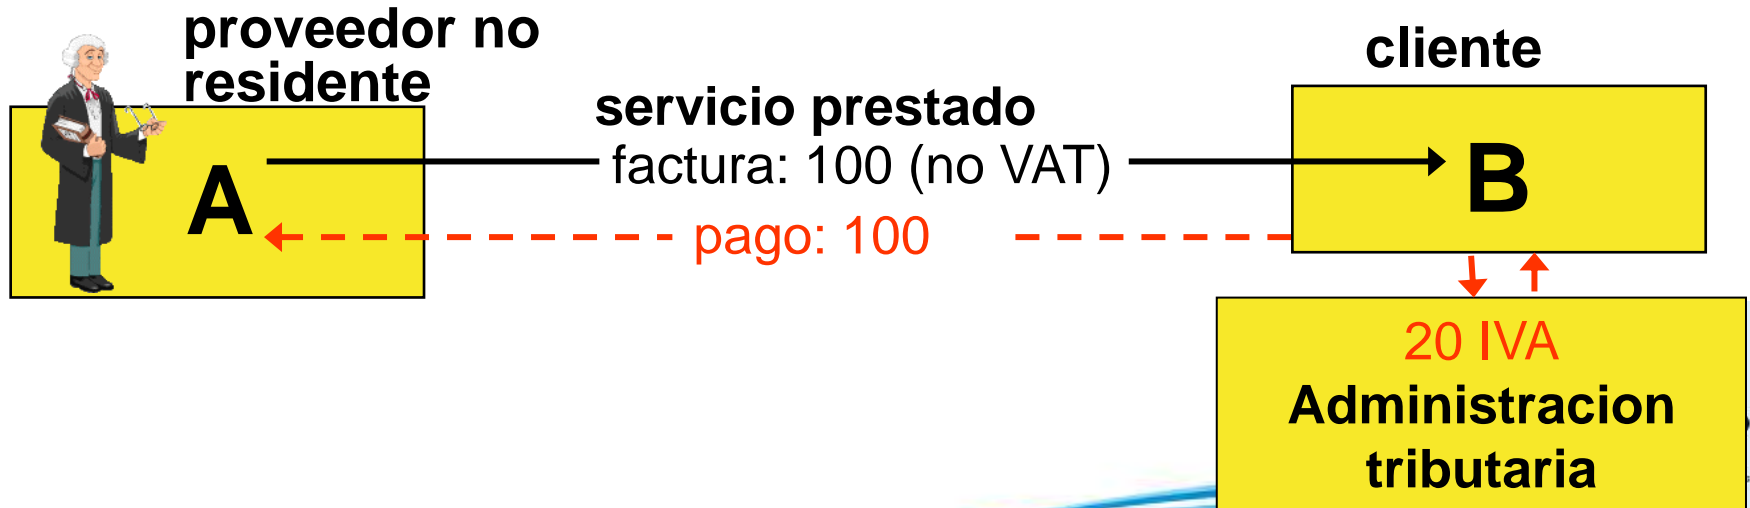 proveedor no
residente
cliente
servicio prestado
factura: 100 (no VAT)
A
B
pago: 100
20 IVA
Administracion
tributaria